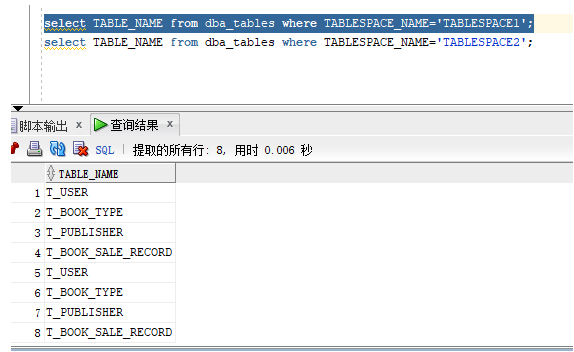 select TABLE_NAME from dba_tables where TABLESPACE_NAME='TABLESPACE1';
select TABLE_NAME from dba_tables where TABLESPACE_NAME='TABLESPACE2';
脚本输出 × 查询结果 ×
SQL | 提取的所有行: 8, 用时 0.006 秒
TABLE_NAME
1 T_USER
2 T_BOOK_TYPE
3 T_PUBLISHER
4 T_BOOK_SALE_RECORD
5 T_USER
6 T_BOOK_TYPE
7 T_PUBLISHER
8 T_BOOK_SALE_RECORD